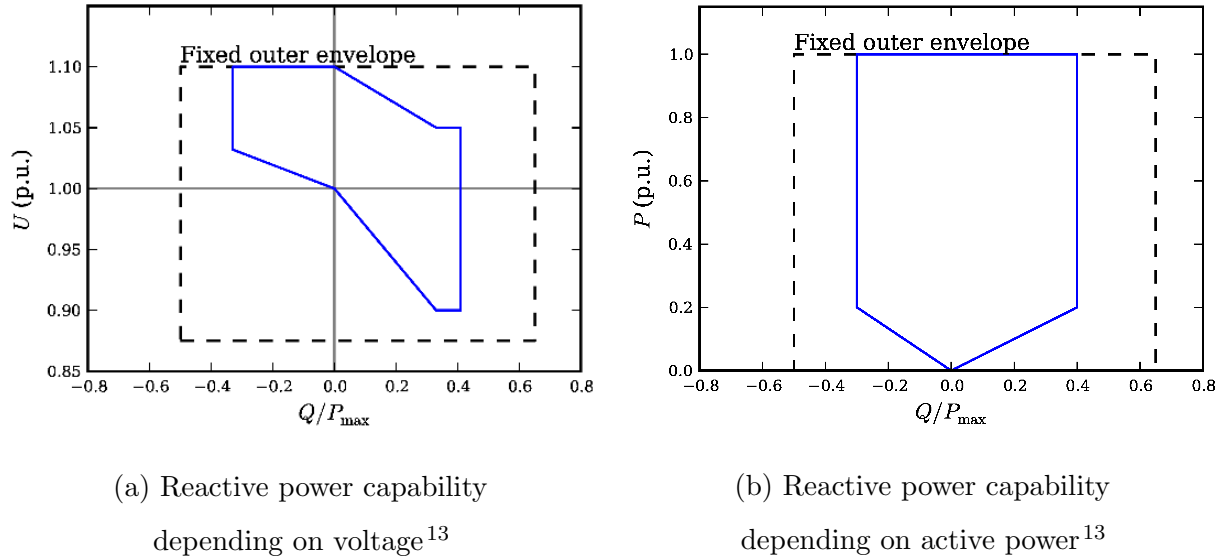 Fixed outer envelope
1.10
1.05
1.00
0.95
0.90
0.85
U (p.u.)
−0.8 −0.6 −0.4 −0.2 0.0 0.2 0.4 0.6 0.8
Q/Pmax
(a) Reactive power capability
depending on voltage13
Fixed outer envelope
1.0
0.8
0.6
0.4
0.2
0.0
P (p.u.)
−0.8 −0.6 −0.4 −0.2 0.0 0.2 0.4 0.6 0.8
Q/Pmax
(b) Reactive power capability
depending on active power13